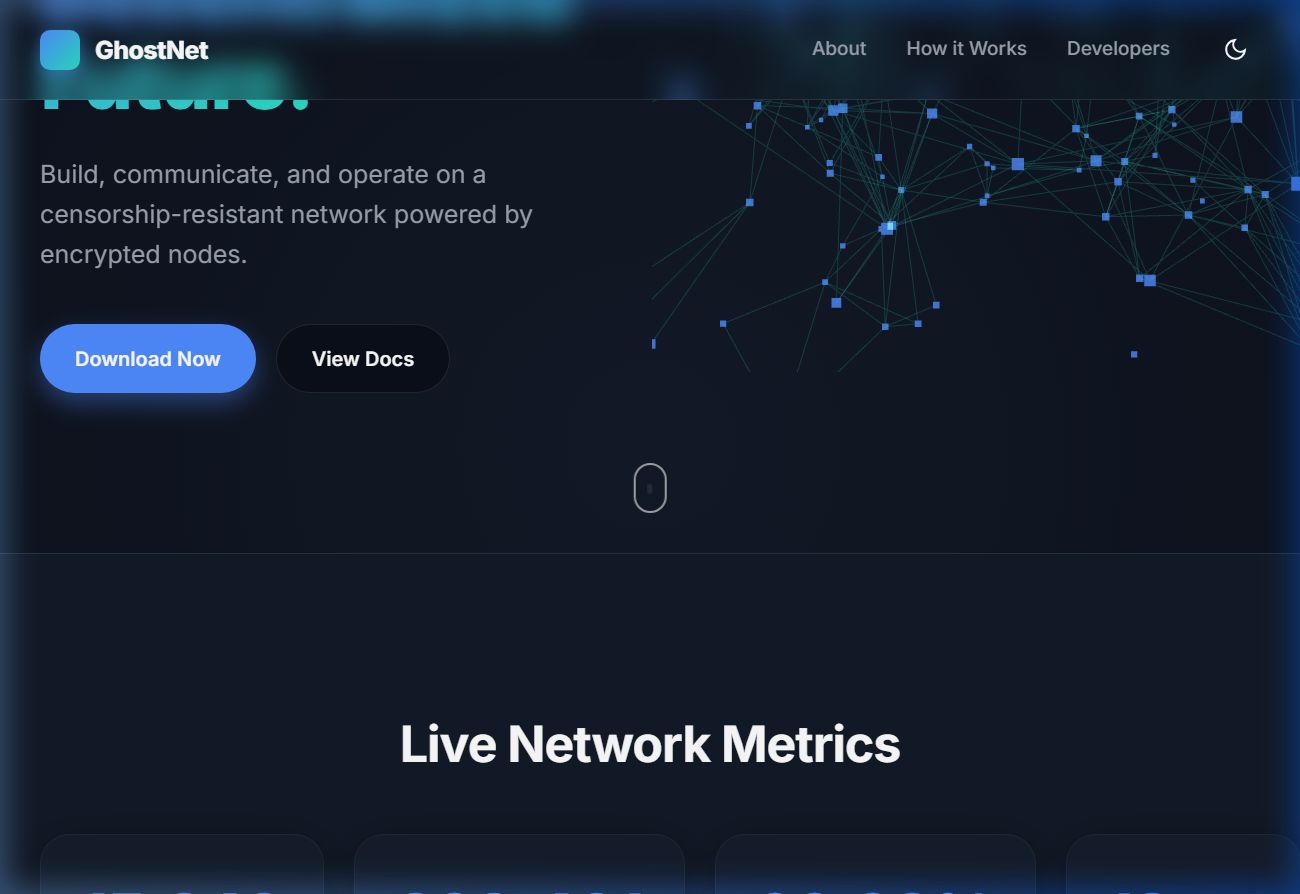 GhostNet
About
How it Works
Developers
Build, communicate, and operate on a
censorship-resistant network powered by
encrypted nodes.
Download Now
View Docs
Live Network Metrics